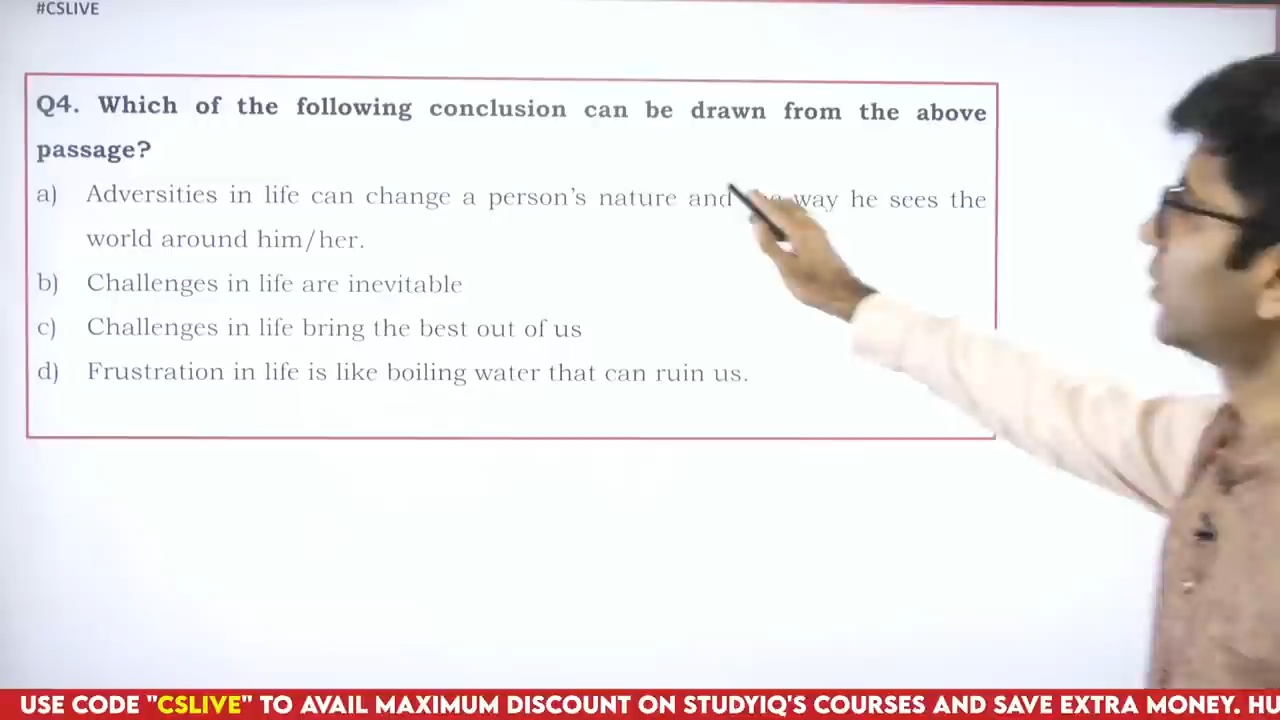 #CSLIVE
Q4. Which of the following conclusion can be drawn from the above
passage?
a) Adversities in life can change a person's nature and way he sees the
world around him/her.
b) Challenges in life are inevitable
c) Challenges in life bring the best out of us
d) Frustration in life is like boiling water that can ruin us.
USE CODE "CSLIVE" TO AVAIL MAXIMUM DISCOUNT ON STUDYIQ'S COURSES AND SAVE EXTRA MONEY.